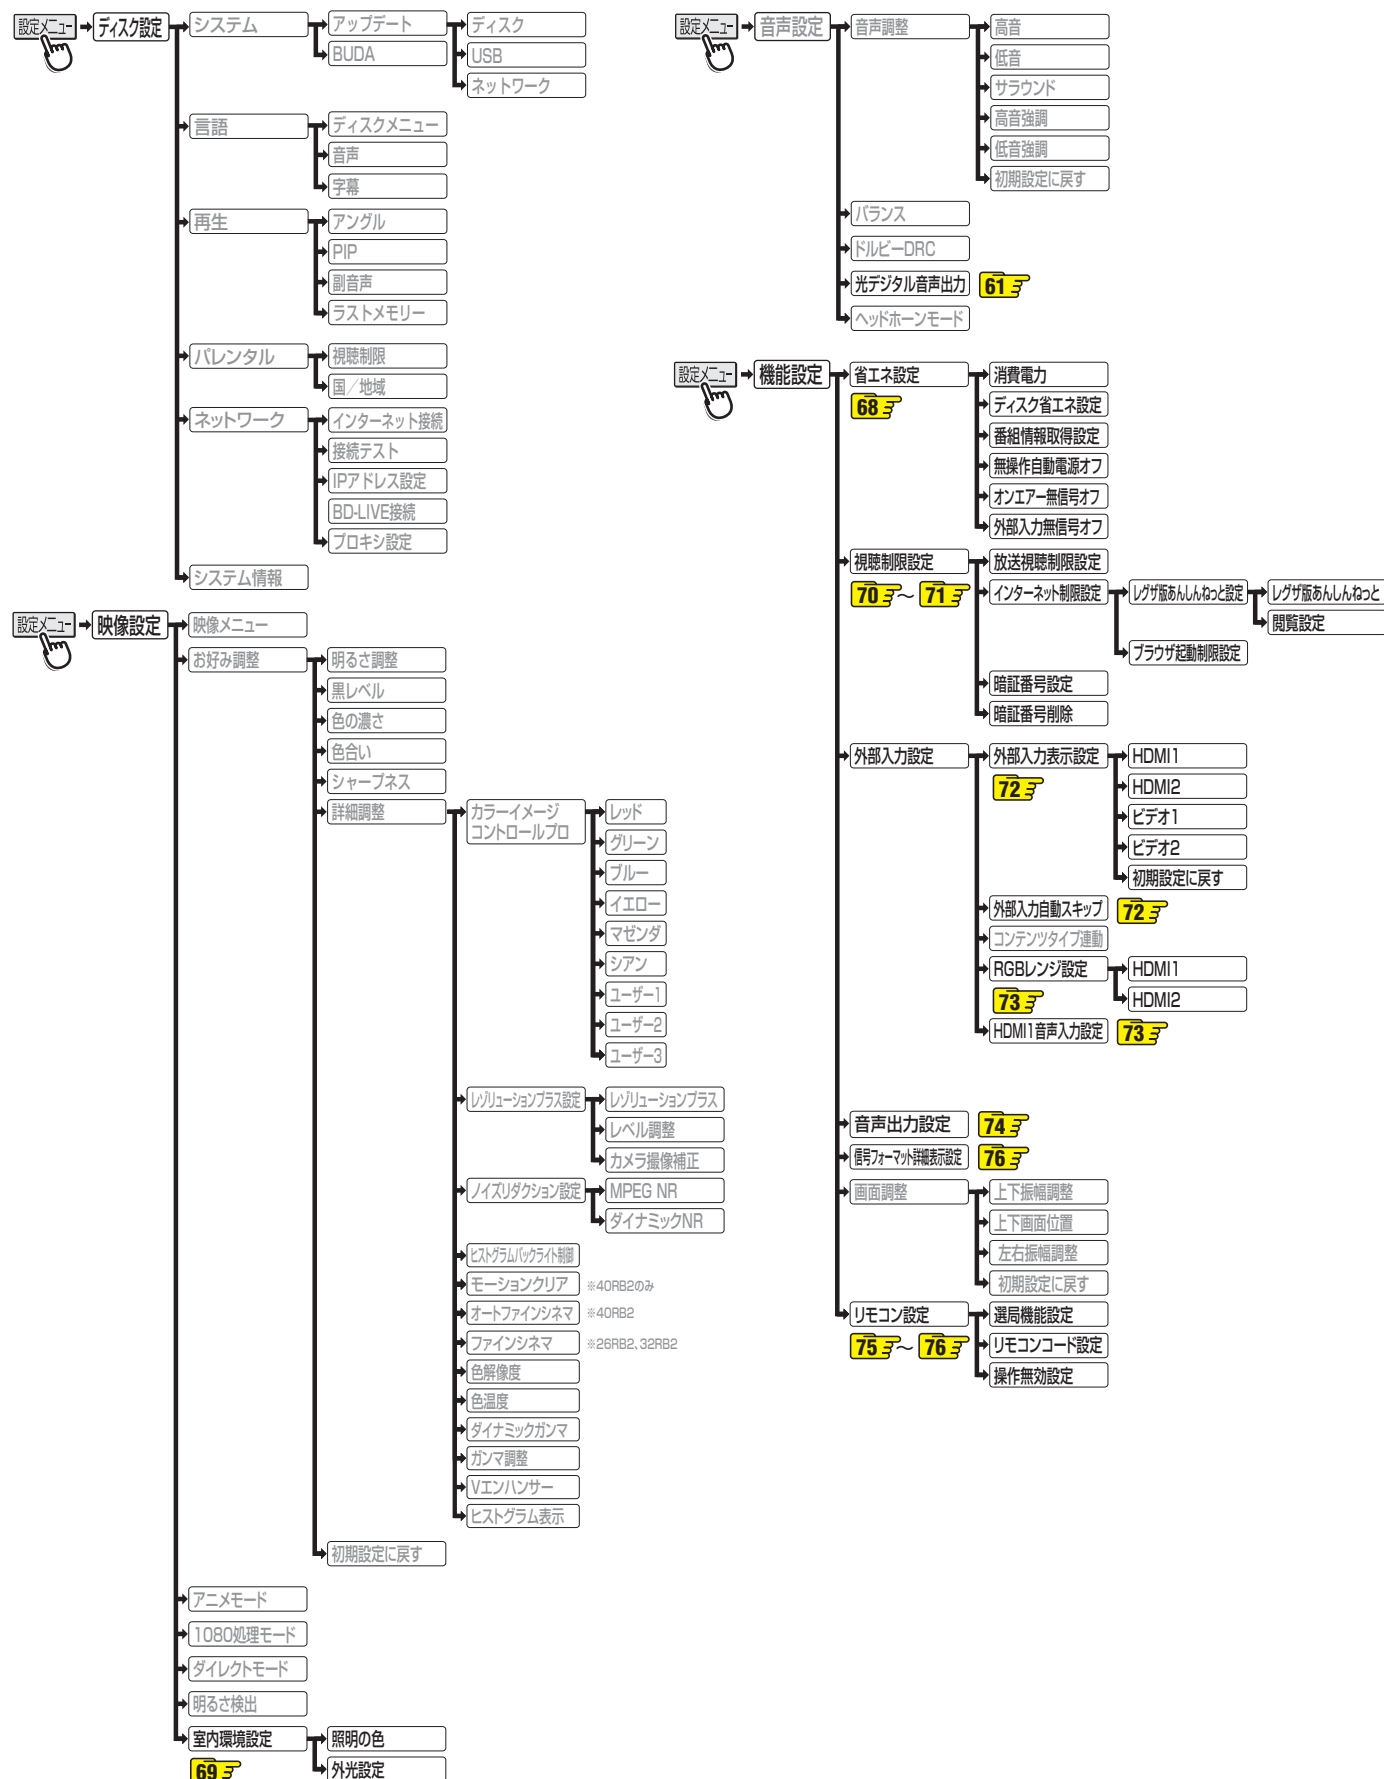 設定メニュー
ディスク設定
システム
アップデート
ディスク
USB
ネットワーク
BUDA
言語
ディスクメニュー
音声
字幕
再生
アングル
PIP
副音声
ラストメモリー
パレンタル
視聴制限
国／地域
ネットワーク
インターネット接続
接続テスト
IPアドレス設定
BD-LIVE接続
プロキシ設定
システム情報
設定メニュー
映像設定
映像メニュー
お好み調整
明るさ調整
黒レベル
色の濃さ
色合い
シャープネス
詳細調整
カラーイメージ
コントロールプロ
レッド
グリーン
ブルー
イエロー
マゼンダ
シアン
ユーザー1
ユーザー2
ユーザー3
レゾリューションプラス設定
レゾリューションプラス
レベル調整
カメラ撮像補正
ノイズリダクション設定
MPEG NR
ダイナミックNR
ヒストグラムバックライト制御
モーションクリア ※40RB2のみ
オートファインシネマ ※40RB2
ファインシネマ ※26RB2、32RB2
色解像度
色温度
ダイナミックガンマ
ガンマ調整
Vエンハンサー
ヒストグラム表示
初期設定に戻す
アニメモード
1080処理モード
ダイレクトモード
明るさ検出
室内環境設定
69
照明の色
外光設定
設定メニュー
音声設定
音声調整
高音
低音
サラウンド
高音強調
低音強調
初期設定に戻す
バランス
ドルビーDRC
光デジタル音声出力 61
ヘッドホーンモード
設定メニュー
機能設定
省エネ設定
68
消費電力
ディスク省エネ設定
番組情報取得設定
無操作自動電源オフ
オンエアー無信号オフ
外部入力無信号オフ
視聴制限設定
70～71
放送視聴制限設定
インターネット制限設定
レグザ版あんしんねっと設定
レグザ版あんしんねっと
閲覧設定
ブラウザ起動制限設定
暗証番号設定
暗証番号削除
外部入力設定
外部入力表示設定
72
HDMI1
HDMI2
ビデオ1
ビデオ2
初期設定に戻す
外部入力自動スキップ 72
コンテンツタイプ連動
RGBレンジ設定
73
HDMI1
HDMI2
HDMI1音声入力設定 73
音声出力設定 74
信号フォーマット詳細表示設定 76
画面調整
上下振幅調整
上下画面位置
左右振幅調整
初期設定に戻す
リモコン設定
75～76
選局機能設定
リモコンコード設定
操作無効設定